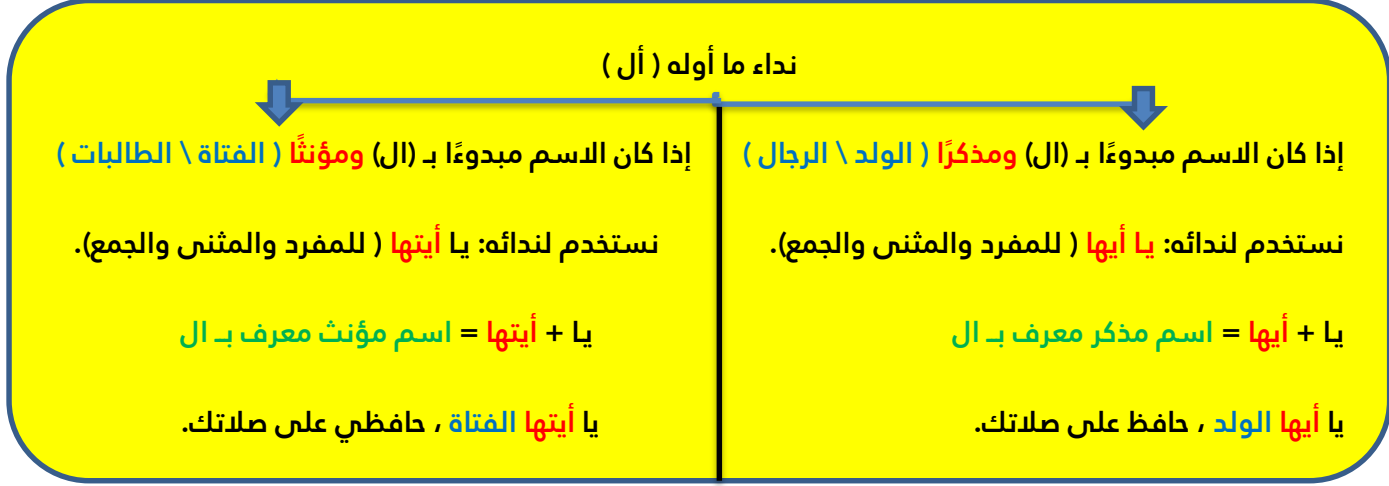 نداء ما أوله ( أل )
إذا كان الاسم مبدوءًا بـ (ال) ومذكرًا ( الولد \ الرجال )
نستخدم لندائه: يا أيها ( للمفرد والمثنى والجمع).
يا + أيها = اسم مذكر معرف بـ ال
يا أيها الولد ، حافظ على صلاتك.
إذا كان الاسم مبدوءًا بـ (ال) ومؤنثًا ( الفتاة \ الطالبات )
نستخدم لندائه: يا أيتها ( للمفرد والمثنى والجمع).
يا + أيتها = اسم مؤنث معرف بـ ال
يا أيتها الفتاة ، حافظي على صلاتك.